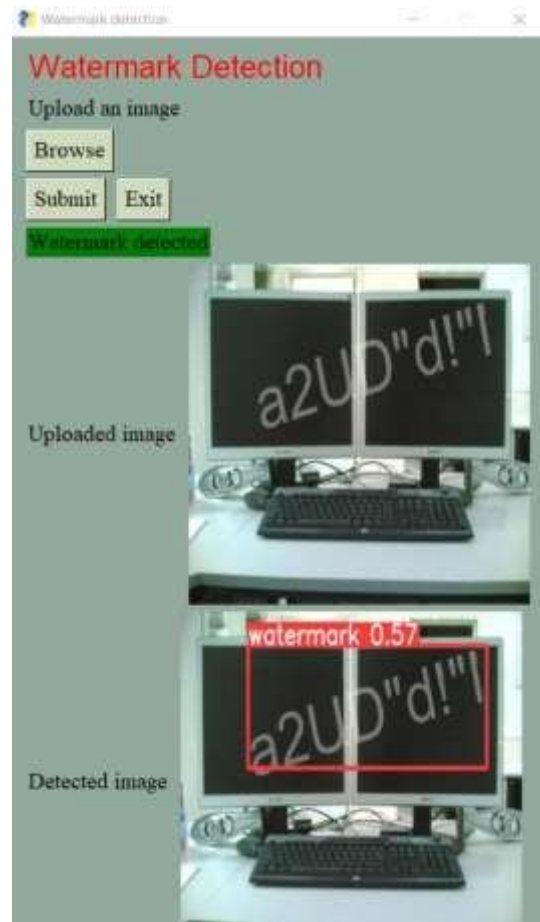 Watermark detection
Watermark Detection
Upload an image
Browse
Submit Exit
Watermark detected
Uploaded image
a2UD"d!"l
watermark 0.57
a2UD"d!"l
Detected image